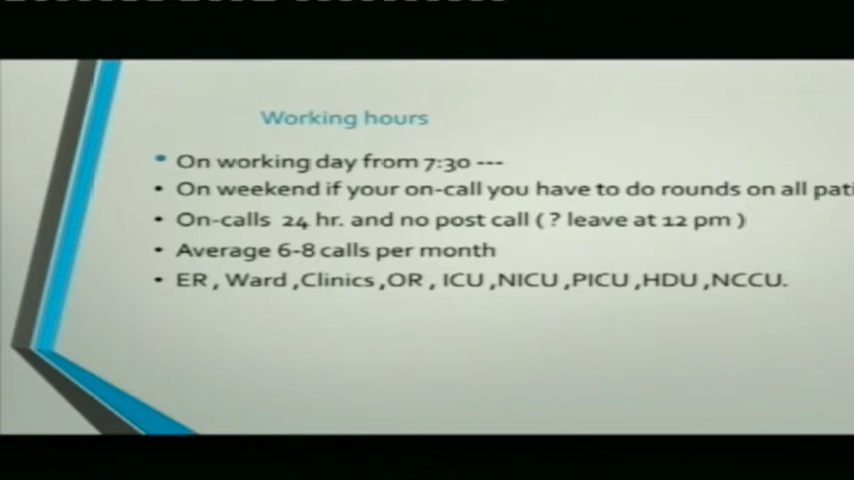 Working hours
• On working day from 7:30 ---
• On weekend if your on-call you have to do rounds on all
• On-calls 24 hr. and no post call ( ? leave at 12 pm )
• Average 6-8 calls per month
• ER , Ward ,Clinics ,OR , ICU ,NICU ,PICU ,HDU ,NCCU.